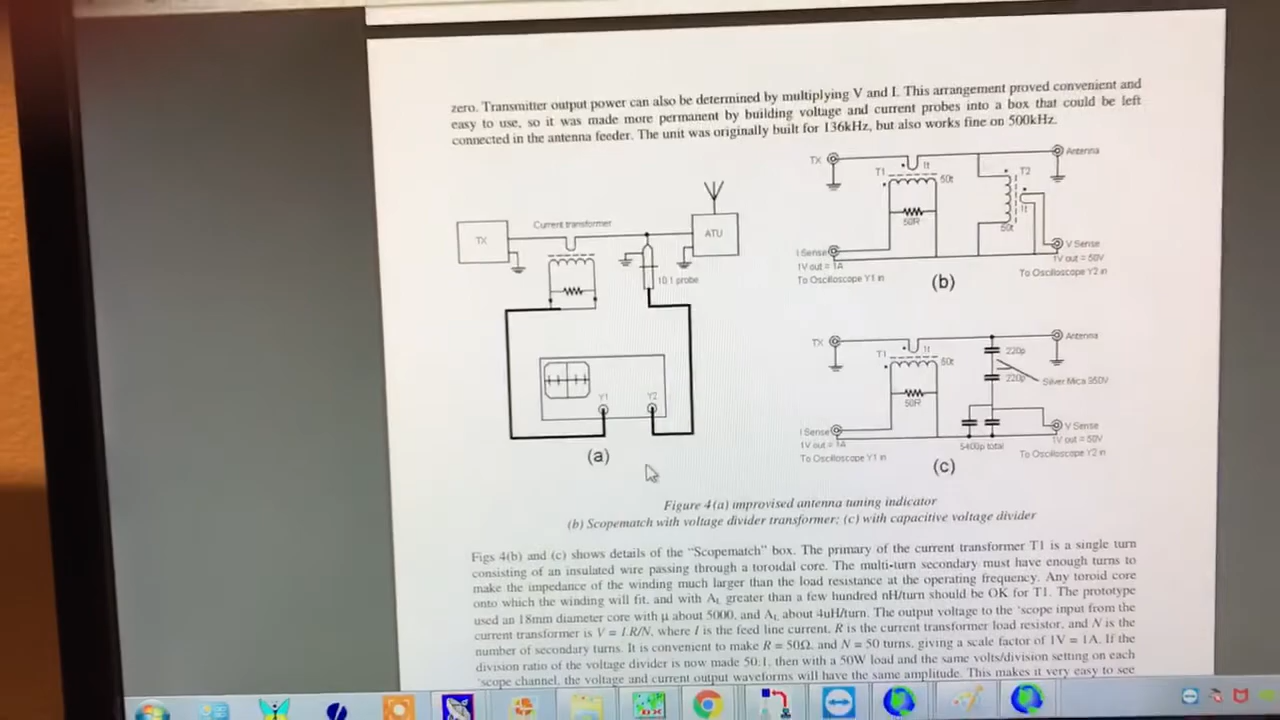 zero. Transmitter output power can also be determined by multiplying V and I. This arrangement proved convenient and
easy to use, so it was made more permanent by building voltage and current probes into a box that could be left
connected in the antenna feeder. The unit was originally built for 136kHz, but also works fine on 500kHz.
TX
Current transformer
ATU
10:1 probe
Y1
Y2
(a)
TX
Antenna
T1
1t
50t
50R
T2
1t
50t
I Sense
1V out = 1A
To Oscilloscope Y1 in
V Sense
1V out = 50V
To Oscilloscope Y2 in
(b)
TX
Antenna
T1
1t
50t
50R
220p
220p
Silver Mica 350V
I Sense
1V out = 1A
To Oscilloscope Y1 in
5400p total
V Sense
1V out = 50V
To Oscilloscope Y2 in
(c)
Figure 4(a) improvised antenna tuning indicator
(b) Scopematch with voltage divider transformer; (c) with capacitive voltage divider
Figs 4(b) and (c) shows details of the "Scopematch" box. The primary of the current transformer T1 is a single turn
consisting of an insulated wire passing through a toroidal core. The multi-turn secondary must have enough turns to
make the impedance of the winding much larger than the load resistance at the operating frequency. Any toroid core
onto which the winding will fit, and with AL greater than a few hundred nH/turn should be OK for T1. The prototype
used an 18mm diameter core with μ about 5000, and AL about 4uH/turn. The output voltage to the 'scope input from the
current transformer is V = I.R/N, where I is the feed line current, R is the current transformer load resistor, and N is the
number of secondary turns. It is convenient to make R = 50Ω, and N = 50 turns, giving a scale factor of 1V = 1A. If the
division ratio of the voltage divider is now made 50:1, then with a 50W load and the same volts/division setting on each
'scope channel, the voltage and current output waveforms will have the same amplitude. This makes it very easy to see
DX